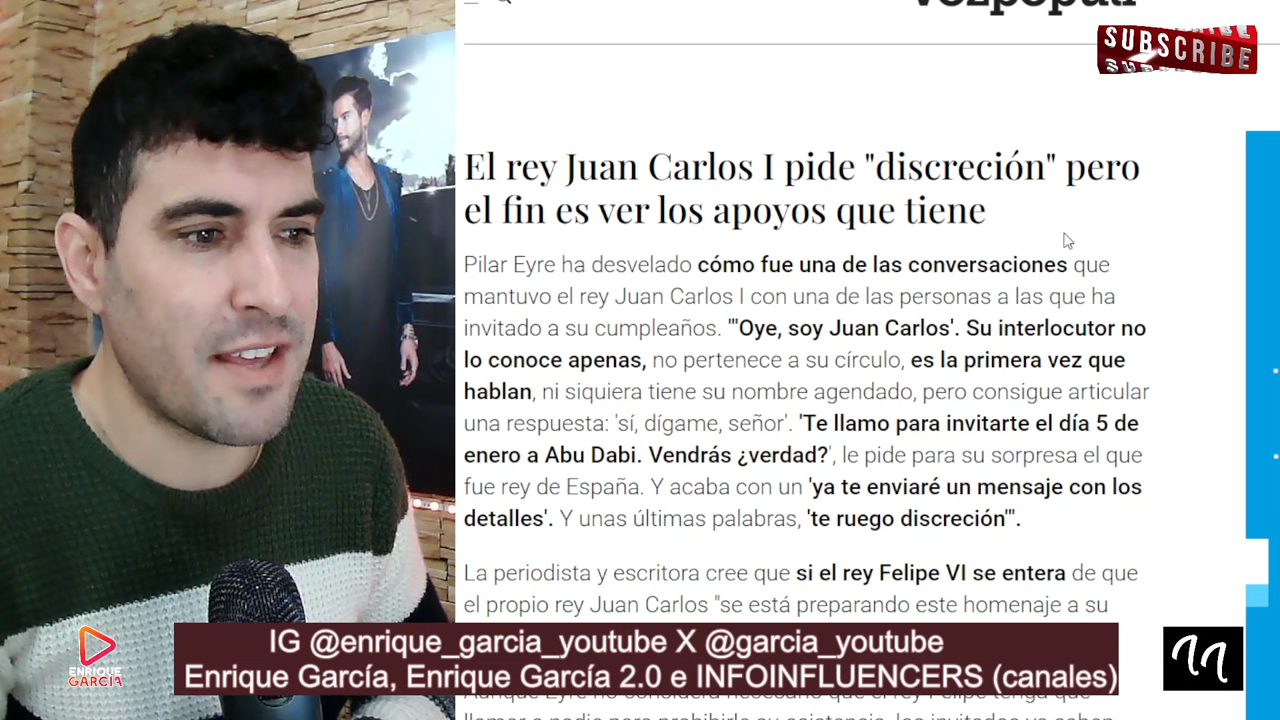 vozpópuli
SUBSCRIBE
El rey Juan Carlos I pide "discreción" pero
el fin es ver los apoyos que tiene
Pilar Eyre ha desvelado cómo fue una de las conversaciones que
mantuvo el rey Juan Carlos I con una de las personas a las que ha
invitado a su cumpleaños. "'Oye, soy Juan Carlos'. Su interlocutor no
lo conoce apenas, no pertenece a su círculo, es la primera vez que
hablan, ni siquiera tiene su nombre agendado, pero consigue articular
una respuesta: 'sí, dígame, señor'. 'Te llamo para invitarte el día 5 de
enero a Abu Dabi. Vendrás ¿verdad?', le pide para su sorpresa el que
fue rey de España. Y acaba con un 'ya te enviaré un mensaje con los
detalles'. Y unas últimas palabras, 'te ruego discreción'".
La periodista y escritora cree que si el rey Felipe VI se entera de que
el propio rey Juan Carlos "se está preparando este homenaje a su
IG @enrique_garcia_youtube X @garcia_youtube
Enrique García, Enrique García 2.0 e INFONFLUENCERS (canales)
ENRIQUE
GARCÍA